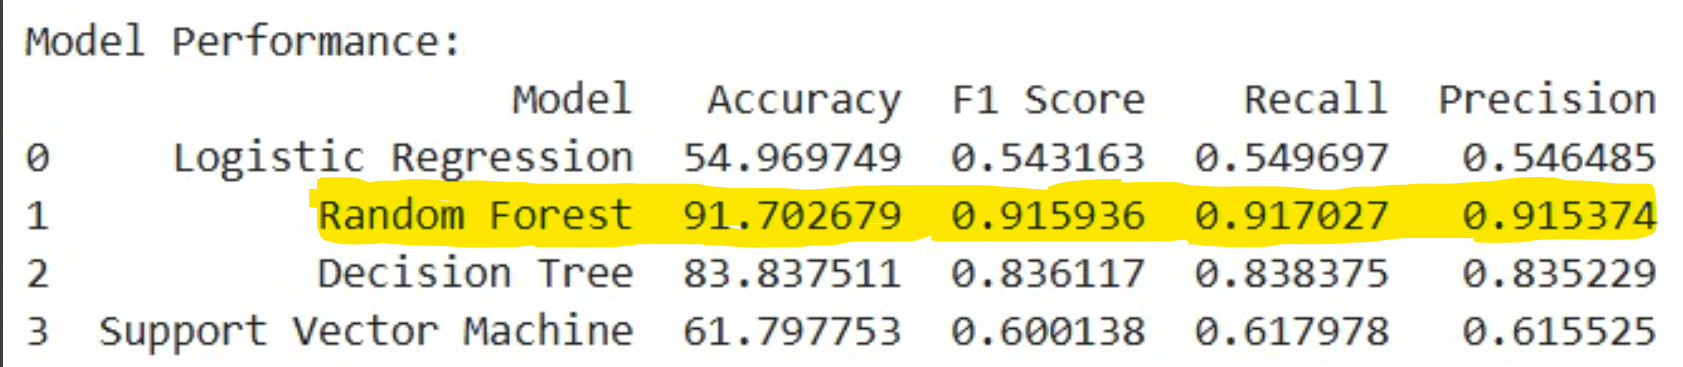 Model Performance:
Model Accuracy F1 Score Recall Precision
0 Logistic Regression 54.969749 0.543163 0.549697 0.546485
1 Random Forest 91.702679 0.915936 0.917027 0.915374
2 Decision Tree 83.837511 0.836117 0.838375 0.835229
3 Support Vector Machine 61.797753 0.600138 0.617978 0.615525